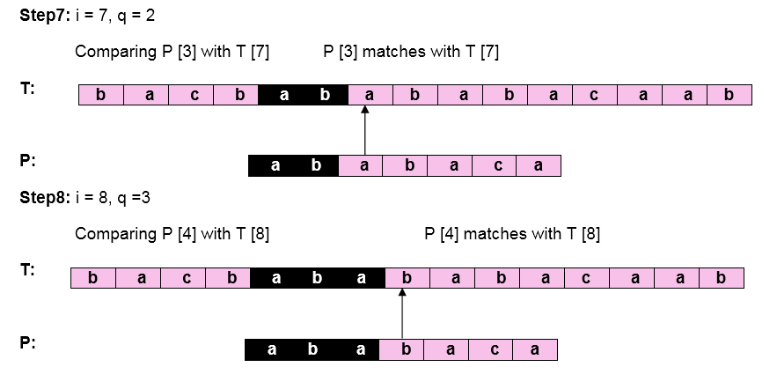 Step7: i = 7, q = 2
Comparing P [3] with T [7] P [3] matches with T [7]
T: b a c b a b a b a b a c a a b
P: a b a b a c a
Step8: i = 8, q =3
Comparing P [4] with T [8] P [4] matches with T [8]
T: b a c b a b a b a b a c a a b
P: a b a b a c a